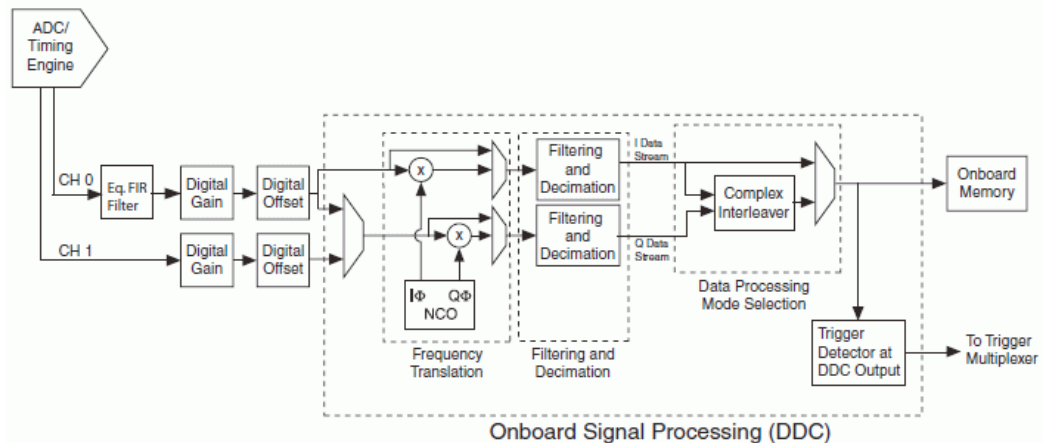 ADC/
Timing
Engine
CH 0
Eq. FIR
Filter
Digital
Gain
Digital
Offset
CH 1
Digital
Gain
Digital
Offset
X
X
IΦ QΦ
NCO
Frequency
Translation
Filtering
and
Decimation
Filtering
and
Decimation
Filtering and
Decimation
I Data
Stream
Q Data
Stream
Complex
Interleaver
Data Processing
Mode Selection
Onboard
Memory
Trigger
Detector at
DDC Output
To Trigger
Multiplexer
Onboard Signal Processing (DDC)